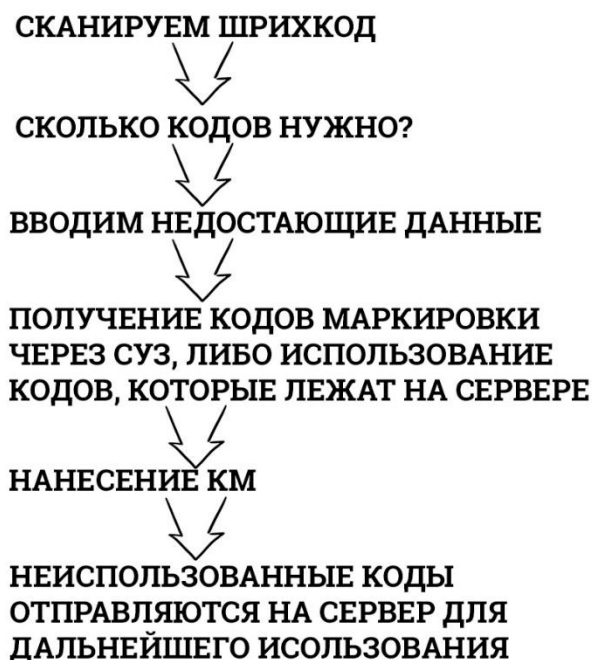 СКАНИРУЕМ ШРИХКОД
СКОЛЬКО КОДОВ НУЖНО?
ВВОДИМ НЕДОСТАЮЩИЕ ДАННЫЕ
ПОЛУЧЕНИЕ КОДОВ МАРКИРОВКИ
ЧЕРЕЗ СУЗ, ЛИБО ИСПОЛЬЗОВАНИЕ
КОДОВ, КОТОРЫЕ ЛЕЖАТ НА СЕРВЕРЕ
НАНЕСЕНИЕ КМ
НЕИСПОЛЬЗОВАННЫЕ КОДЫ
ОТПРАВЛЯЮТСЯ НА СЕРВЕР ДЛЯ
ДАЛЬНЕЙШЕГО ИСОЛЬЗОВАНИЯ